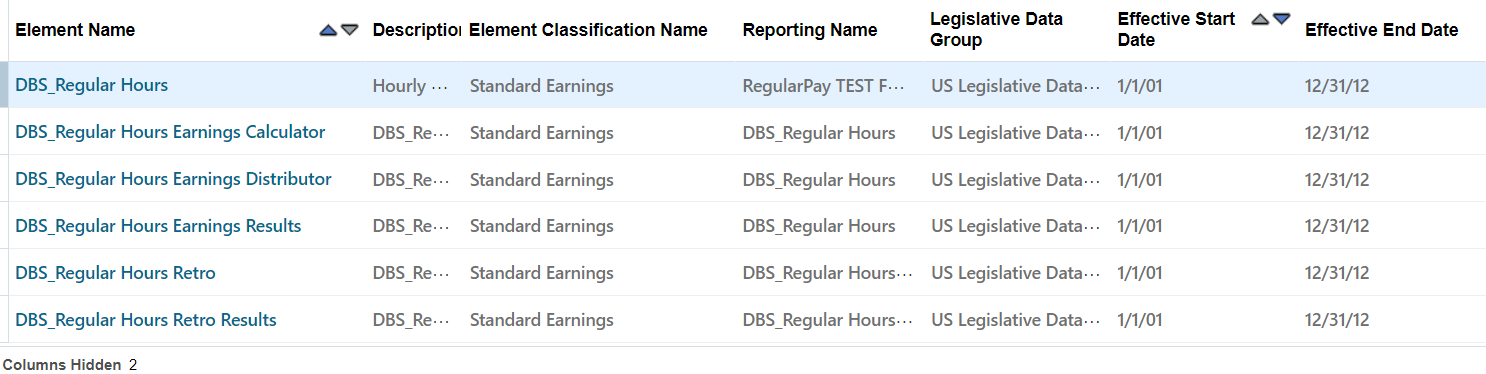 Element Name Descriptio Element Classification Name Reporting Name Legislative Data Group Effective Start Date Effective End Date
DBS_Regular Hours Hourly ... Standard Earnings RegularPay TEST F... US Legislative Data... 1/1/01 12/31/12
DBS_Regular Hours Earnings Calculator DBS_Re... Standard Earnings DBS_Regular Hours US Legislative Data... 1/1/01 12/31/12
DBS_Regular Hours Earnings Distributor DBS_Re... Standard Earnings DBS_Regular Hours US Legislative Data... 1/1/01 12/31/12
DBS_Regular Hours Earnings Results DBS_Re... Standard Earnings DBS_Regular Hours US Legislative Data... 1/1/01 12/31/12
DBS_Regular Hours Retro DBS_Re... Standard Earnings DBS_Regular Hours... US Legislative Data... 1/1/01 12/31/12
DBS_Regular Hours Retro Results DBS_Re... Standard Earnings DBS_Regular Hours... US Legislative Data... 1/1/01 12/31/12
Columns Hidden 2